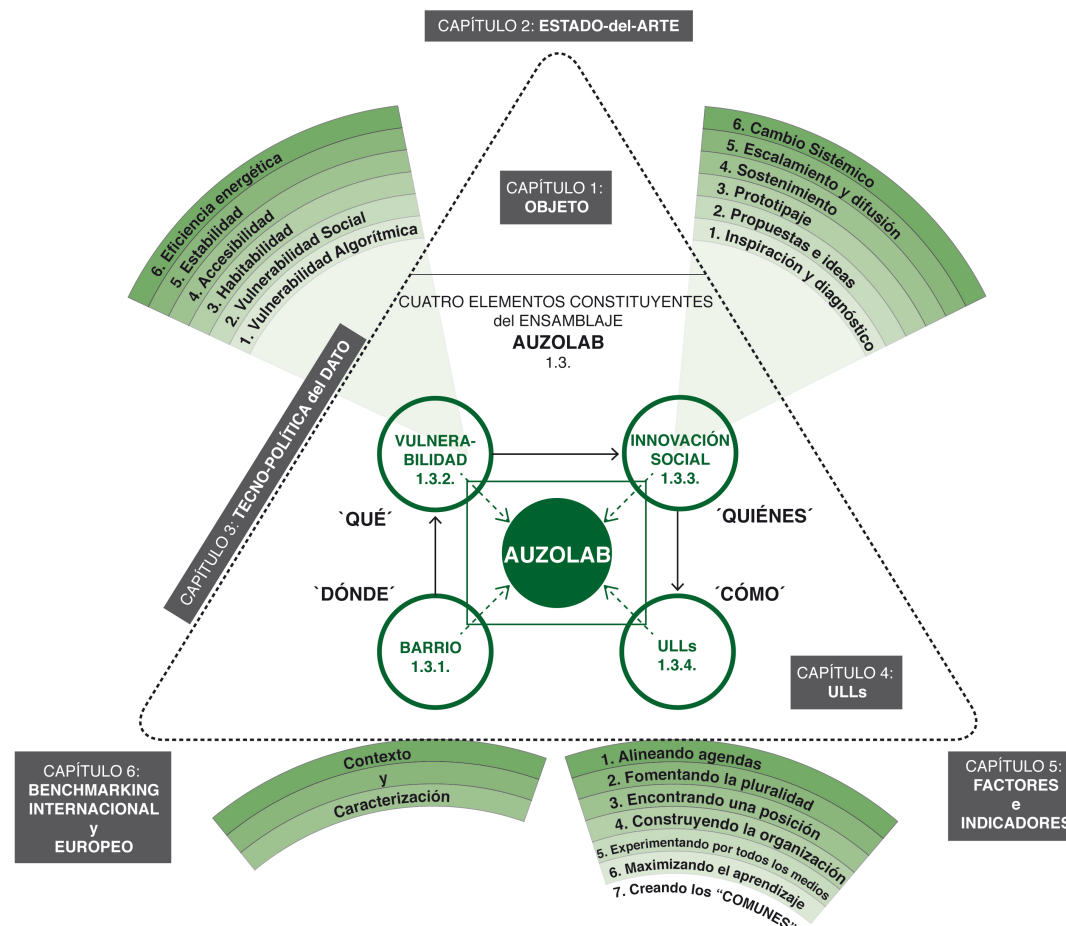 CAPÍTULO 2: ESTADO-del-ARTE
6. Eficiencia energética
5. Estabilidad
4. Accesibilidad
3. Habitabilidad
2. Vulnerabilidad Social
1. Vulnerabilidad Algorítmica
6. Cambio Sistémico
5. Escalamiento y difusión
4. Sostenimiento
3. Prototipaje
2. Propuestas e ideas
1. Inspiración y diagnóstico
CAPÍTULO 1:
OBJETO
CUATRO ELEMENTOS CONSTITUYENTES
del ENSAMBLAJE
AUZOLAB
1.3.
CAPÍTULO 3: TECNO-POLÍTICA del DATO
VULNERA-
BILIDAD
1.3.2.
INNOVACIÓN
SOCIAL
1.3.3.
`QUÉ´
`QUIÉNES´
AUZOLAB
`DÓNDE´
`CÓMO´
BARRIO
1.3.1.
ULLs
1.3.4.
CAPÍTULO 4:
ULLs
CAPÍTULO 6:
BENCHMARKING
INTERNACIONAL
y
EUROPEO
Contexto
y
Caracterización
1. Alineando agendas
2. Fomentando la pluralidad
3. Encontrando una posición
4. Construyendo la organización
5. Experimentando por todos los medios
6. Maximizando el aprendizaje
7. Creando los “COMUNES”
CAPÍTULO 5:
FACTORES
e
INDICADORES